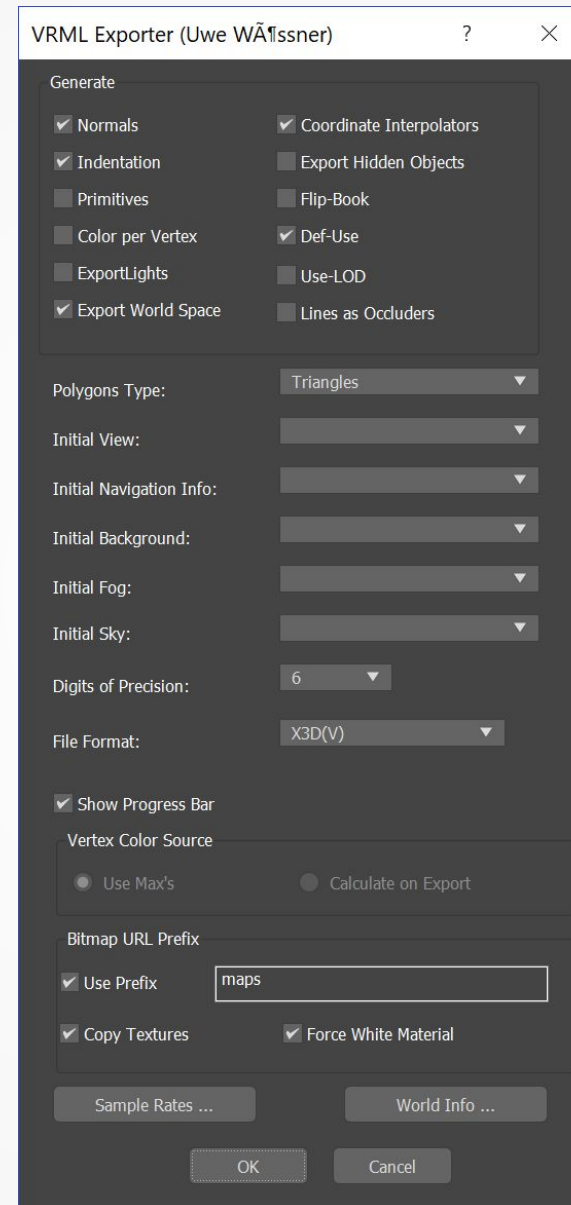 VRML Exporter (Uwe WÃ¶ssner) ? ×
Generate
Normals Coordinate Interpolators
Indentation Export Hidden Objects
Primitives Flip-Book
Color per Vertex Def-Use
ExportLights Use-LOD
Export World Space Lines as Occluders
Polygons Type: Triangles
Initial View:
Initial Navigation Info:
Initial Background:
Initial Fog:
Initial Sky:
Digits of Precision: 6
File Format: X3D(V)
Show Progress Bar
Vertex Color Source
Use Max's Calculate on Export
Bitmap URL Prefix
Use Prefix maps
Copy Textures Force White Material
Sample Rates ... World Info ...
OK Cancel